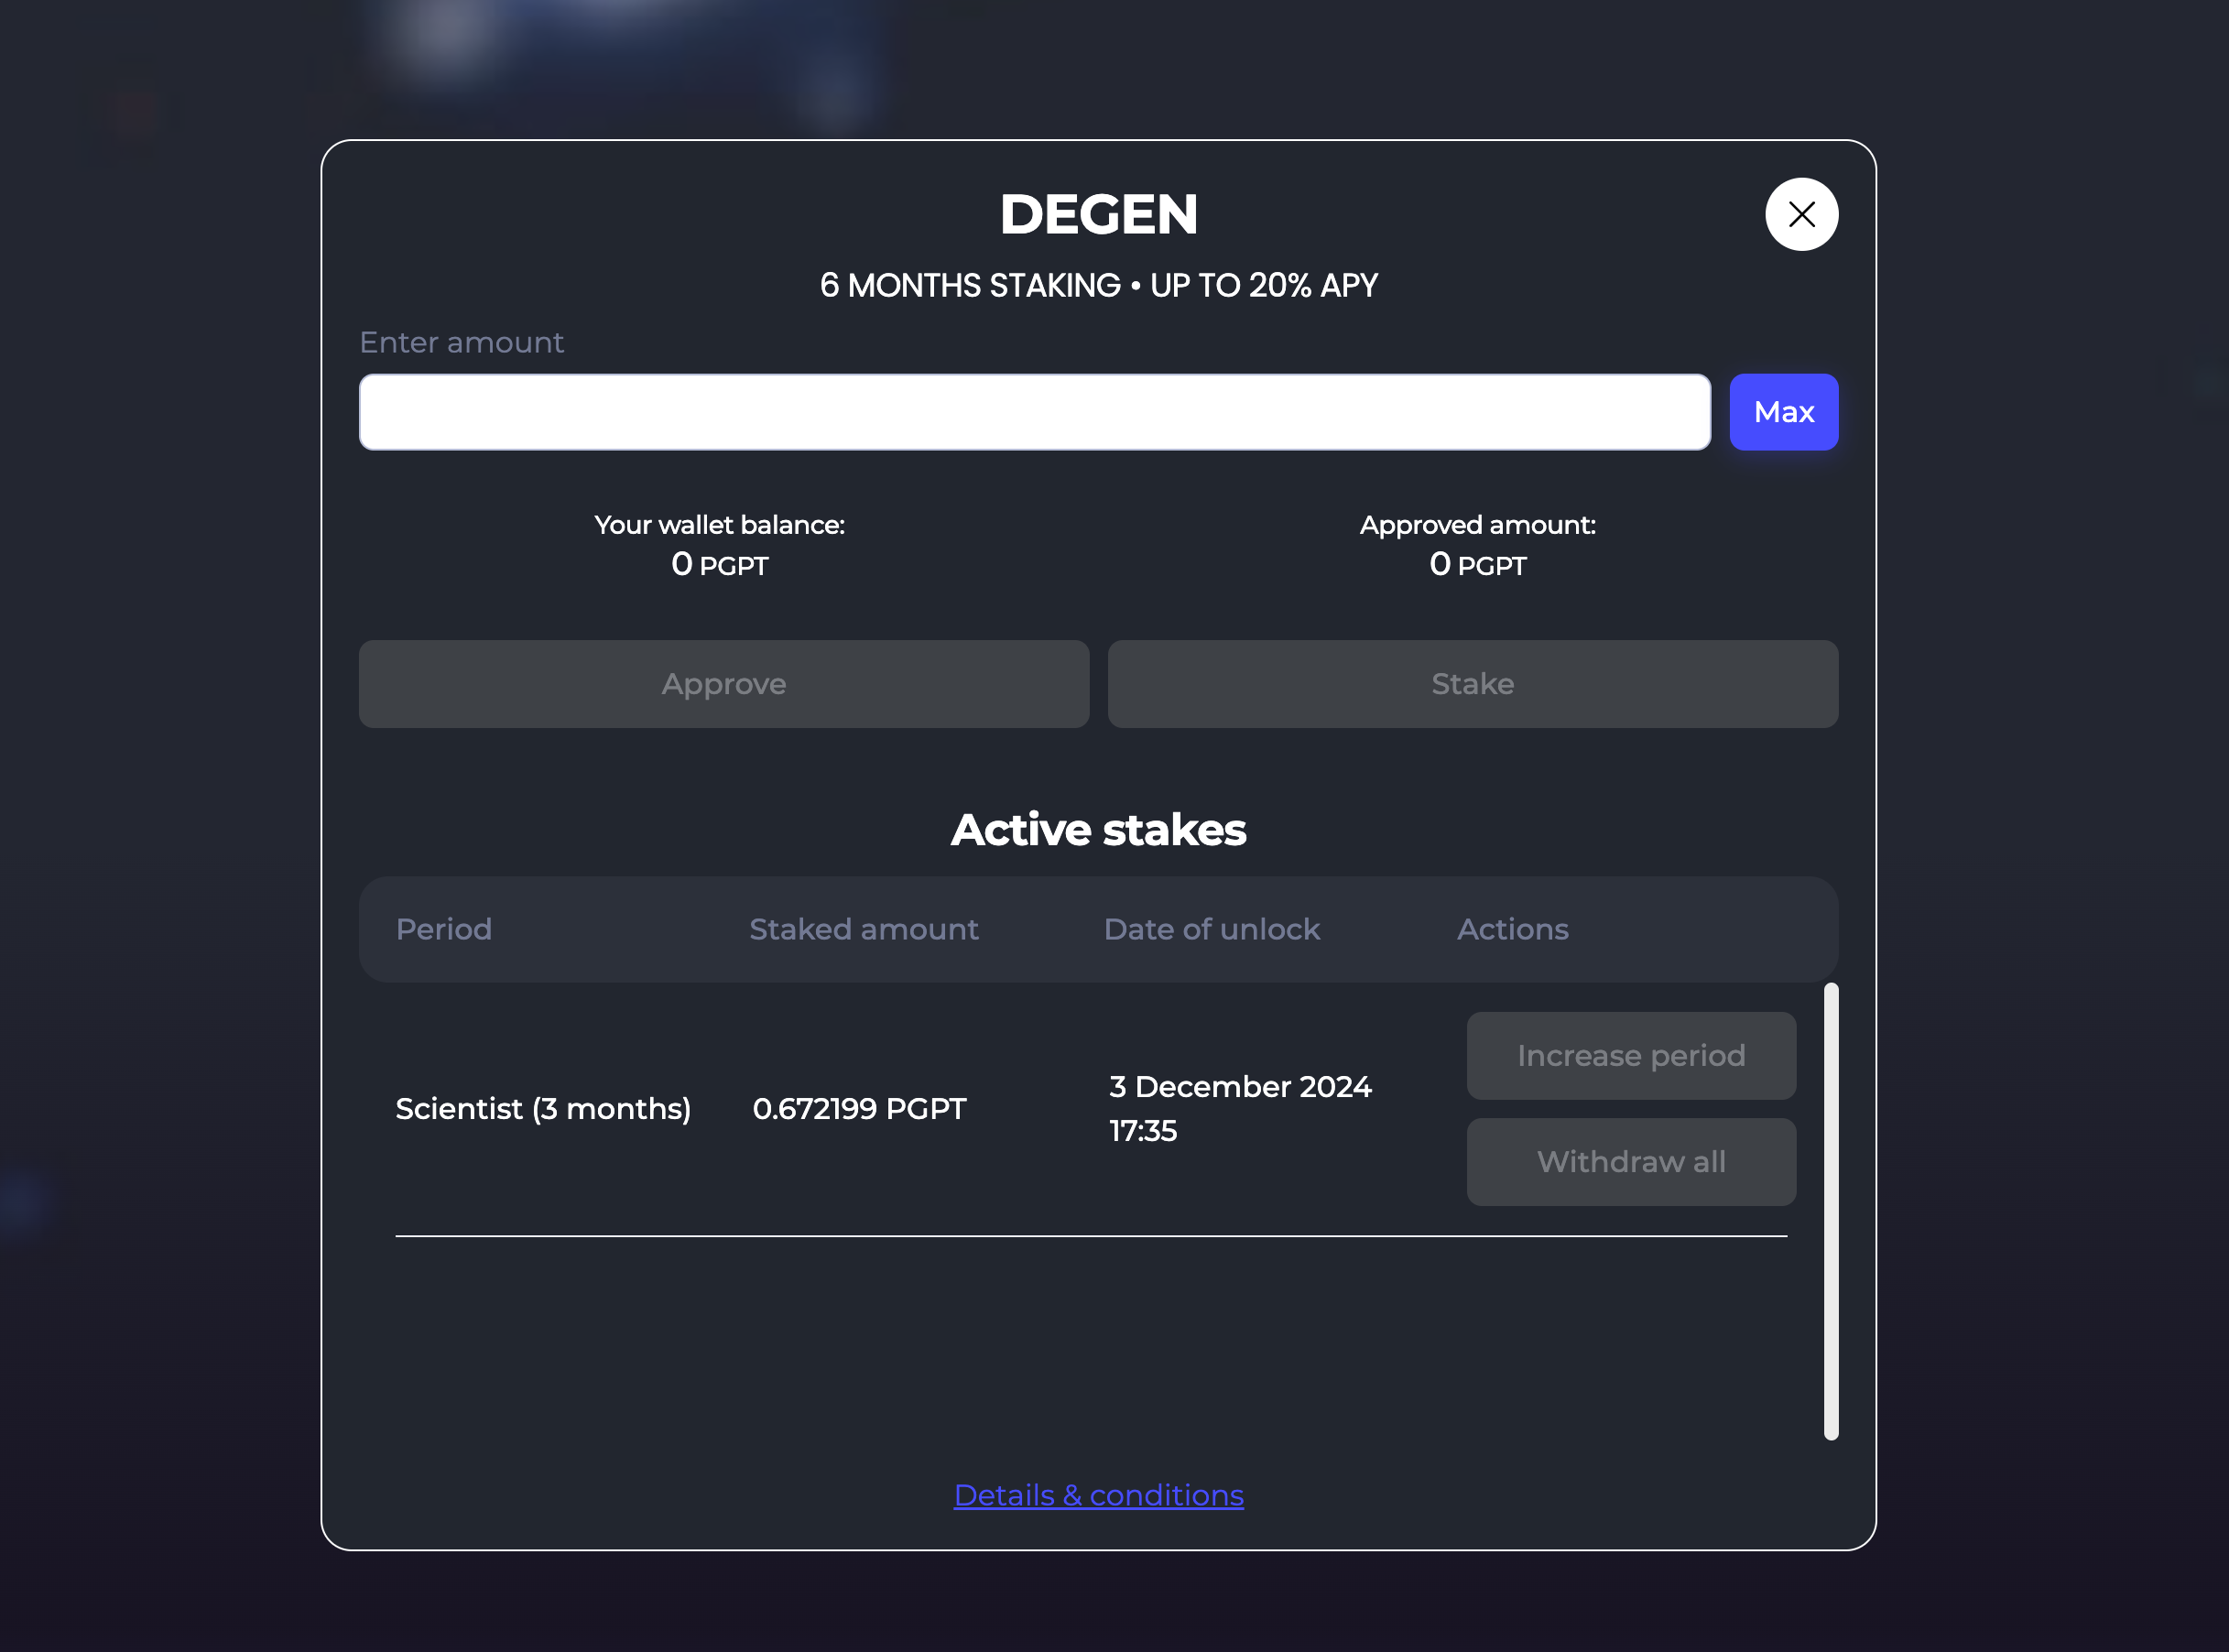 DEGEN
6 MONTHS STAKING • UP TO 20% APY
Enter amount
Max
Your wallet balance:
0 PGPT
Approved amount:
0 PGPT
Approve
Stake
Active stakes
Period
Staked amount
Date of unlock
Actions
Scientist (3 months)
0.672199 PGPT
3 December 2024
17:35
Increase period
Withdraw all
Details & conditions